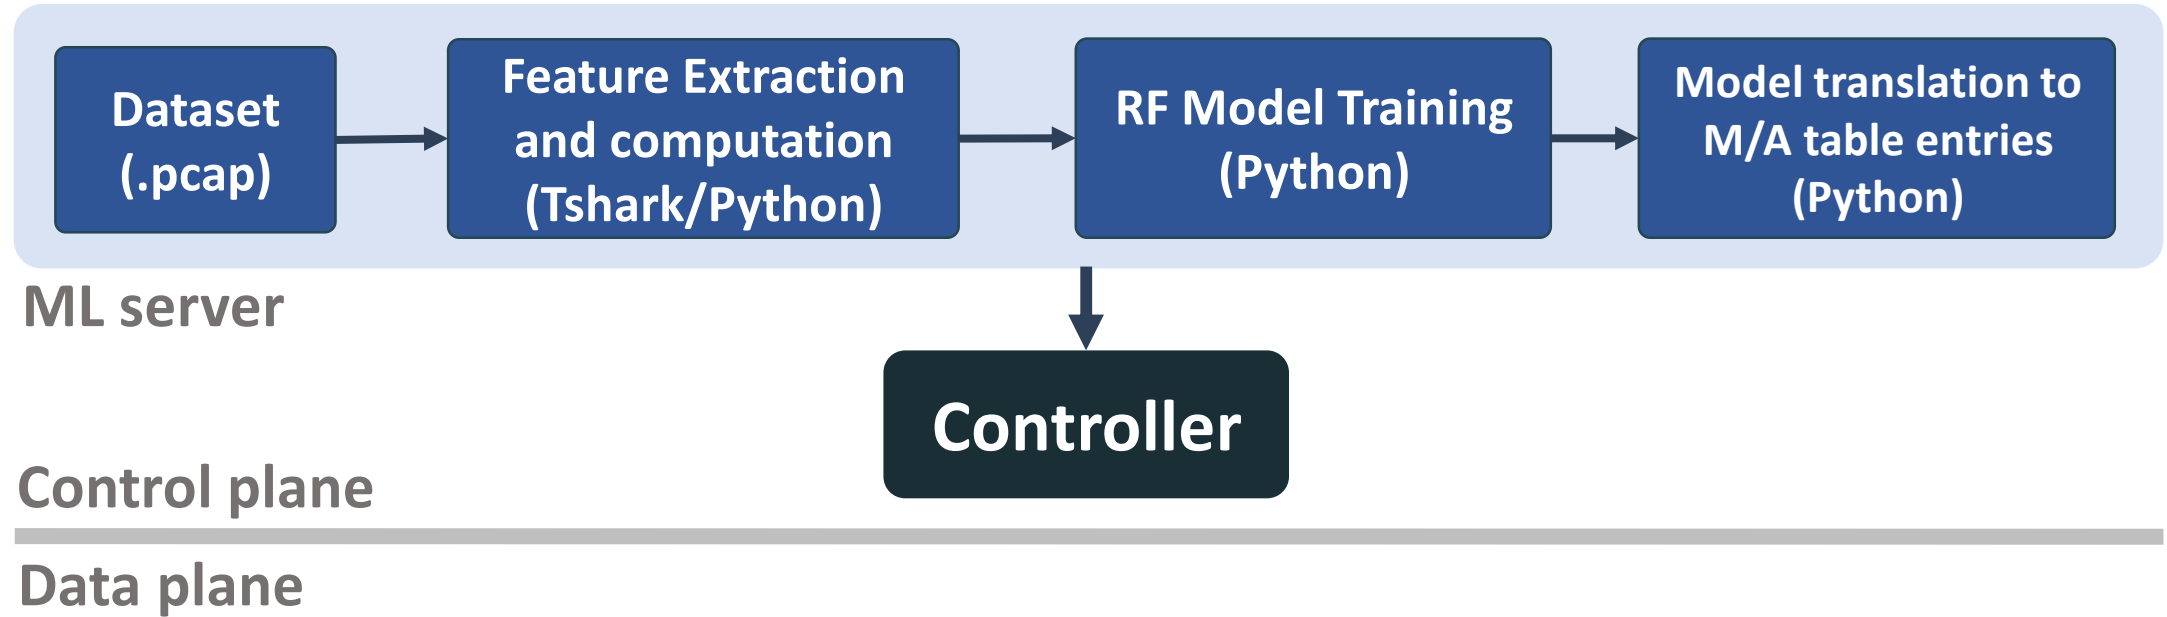 Dataset
(.pcap)
Feature Extraction
and computation
(Tshark/Python)
RF Model Training
(Python)
Model translation to
M/A table entries
(Python)
ML server
Controller
Control plane
Data plane